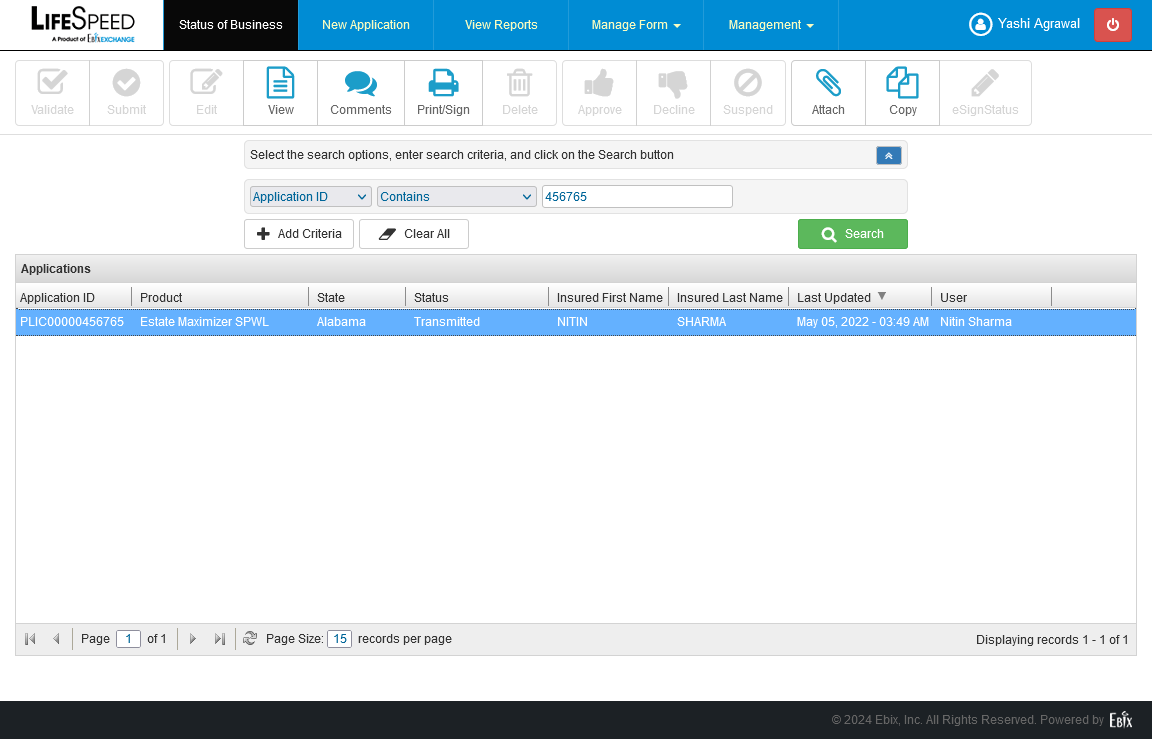 LIFESPEED
A Product of EbixEXCHANGE
Status of Business
New Application
View Reports
Manage Form
Management
Yashi Agrawal
Validate
Submit
Edit
View
Comments
Print/Sign
Delete
Approve
Decline
Suspend
Attach
Copy
eSignStatus
Select the search options, enter search criteria, and click on the Search button
Application ID
Contains
456765
Add Criteria
Clear All
Search
Applications
Application ID Product State Status Insured First Name Insured Last Name Last Updated User
PLIC00000456765 Estate Maximizer SPWL Alabama Transmitted NITIN SHARMA May 05, 2022 - 03:49 AM Nitin Sharma
Page 1 of 1 Page Size: 15 records per page Displaying records 1 - 1 of 1
© 2024 Ebix, Inc. All Rights Reserved. Powered by Ebix